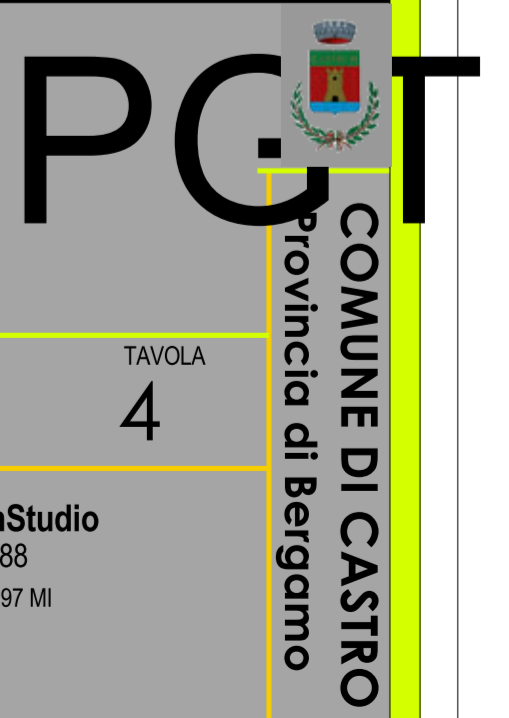 PGT
COMUNE DI CASTRO
Provincia di Bergamo
TAVOLA
4
nStudio
88
97 MI